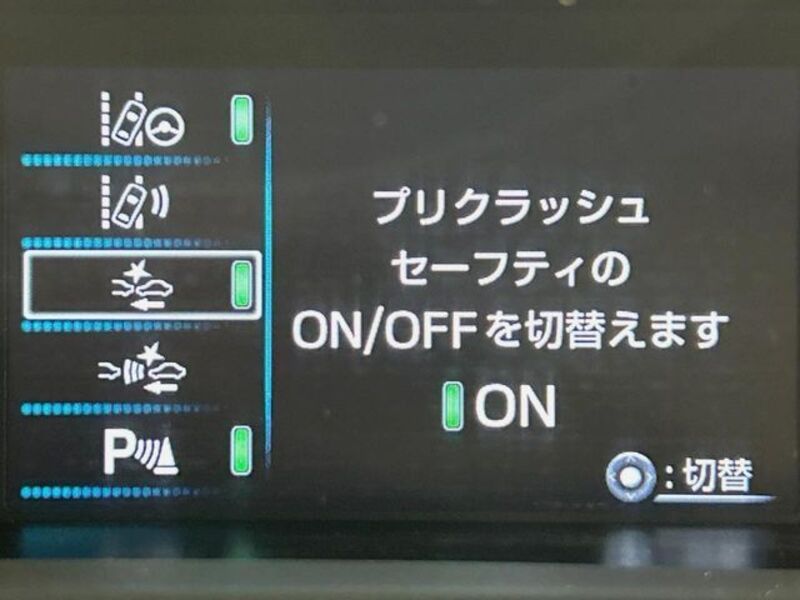 プリクラッシュ
セーフティの
ON/OFFを切替えます
ON
P
:切替